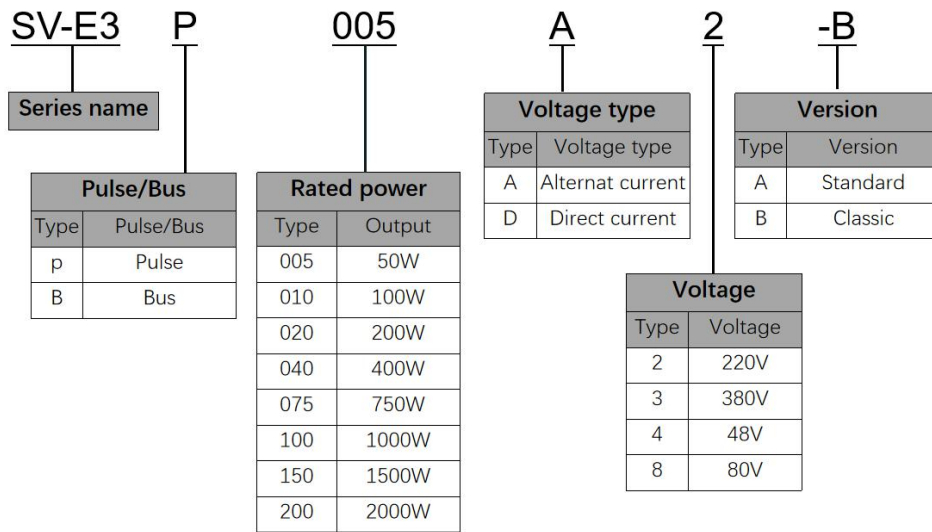 SV-E3 P 005 A 2 -B
Series name
Pulse/Bus
Type Pulse/Bus
p Pulse
B Bus
Rated power
Type Output
005 50W
010 100W
020 200W
040 400W
075 750W
100 1000W
150 1500W
200 2000W
Voltage type
Type Voltage type
A Alternat current
D Direct current
Voltage
Type Voltage
2 220V
3 380V
4 48V
8 80V
Version
Type Version
A Standard
B Classic